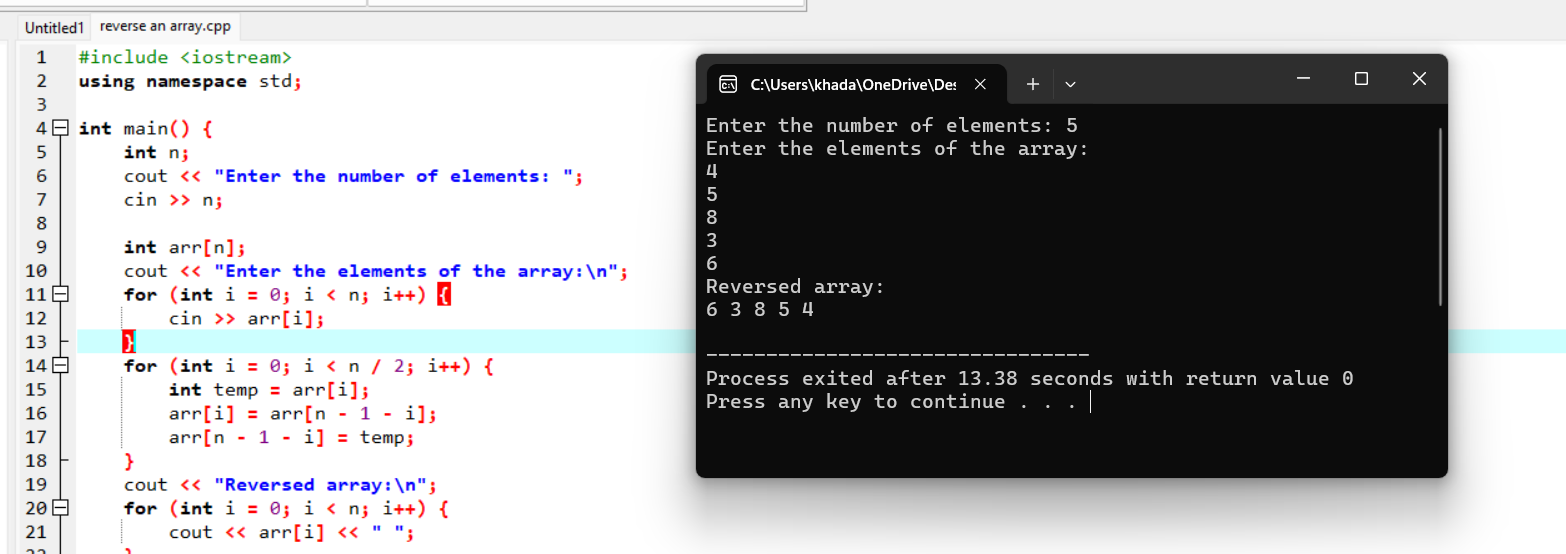 Untitled1 reverse an array.cpp
1 #include <iostream>
2 using namespace std;
3
4 int main() {
5     int n;
6     cout << "Enter the number of elements: ";
7     cin >> n;
8
9     int arr[n];
10     cout << "Enter the elements of the array:\n";
11     for (int i = 0; i < n; i++) {
12         cin >> arr[i];
13     }
14     for (int i = 0; i < n / 2; i++) {
15         int temp = arr[i];
16         arr[i] = arr[n - 1 - i];
17         arr[n - 1 - i] = temp;
18     }
19     cout << "Reversed array:\n";
20     for (int i = 0; i < n; i++) {
21         cout << arr[i] << " ";
C:\Users\khada\OneDrive\Des
Enter the number of elements: 5
Enter the elements of the array:
4
5
8
3
6
Reversed array:
6 3 8 5 4
--------------------------------
Process exited after 13.38 seconds with return value 0
Press any key to continue . . .